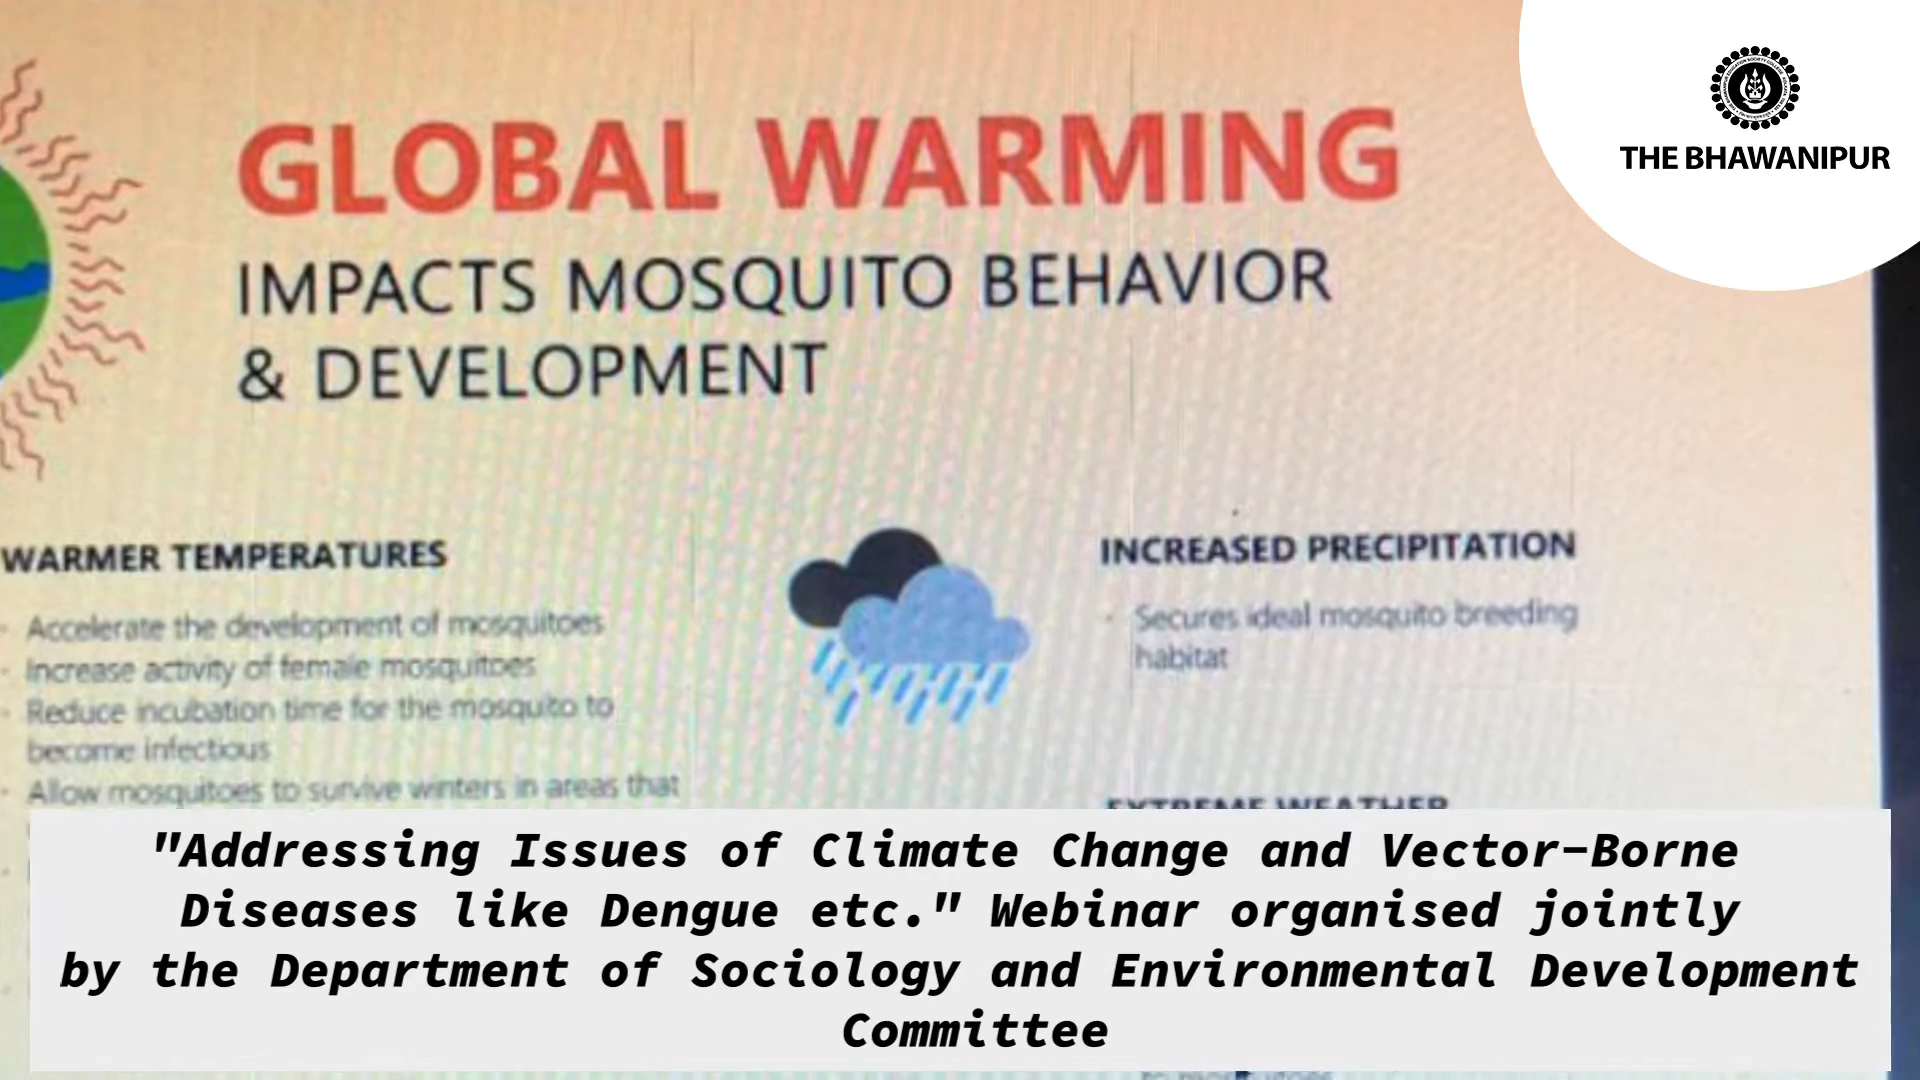 THE BHAWANIPUR
GLOBAL WARMING
IMPACTS MOSQUITO BEHAVIOR
& DEVELOPMENT
WARMER TEMPERATURES
Accelerate the development of mosquitoes
Increase activity of female mosquitoes
Reduce incubation time for the mosquito to
become infectious
Allow mosquitoes to survive winters in areas that
INCREASED PRECIPITATION
Secures ideal mosquito breeding
habitat
EXTREME WEATHER
"Addressing Issues of Climate Change and Vector-Borne
Diseases like Dengue etc." Webinar organised jointly
by the Department of Sociology and Environmental Development
Committee